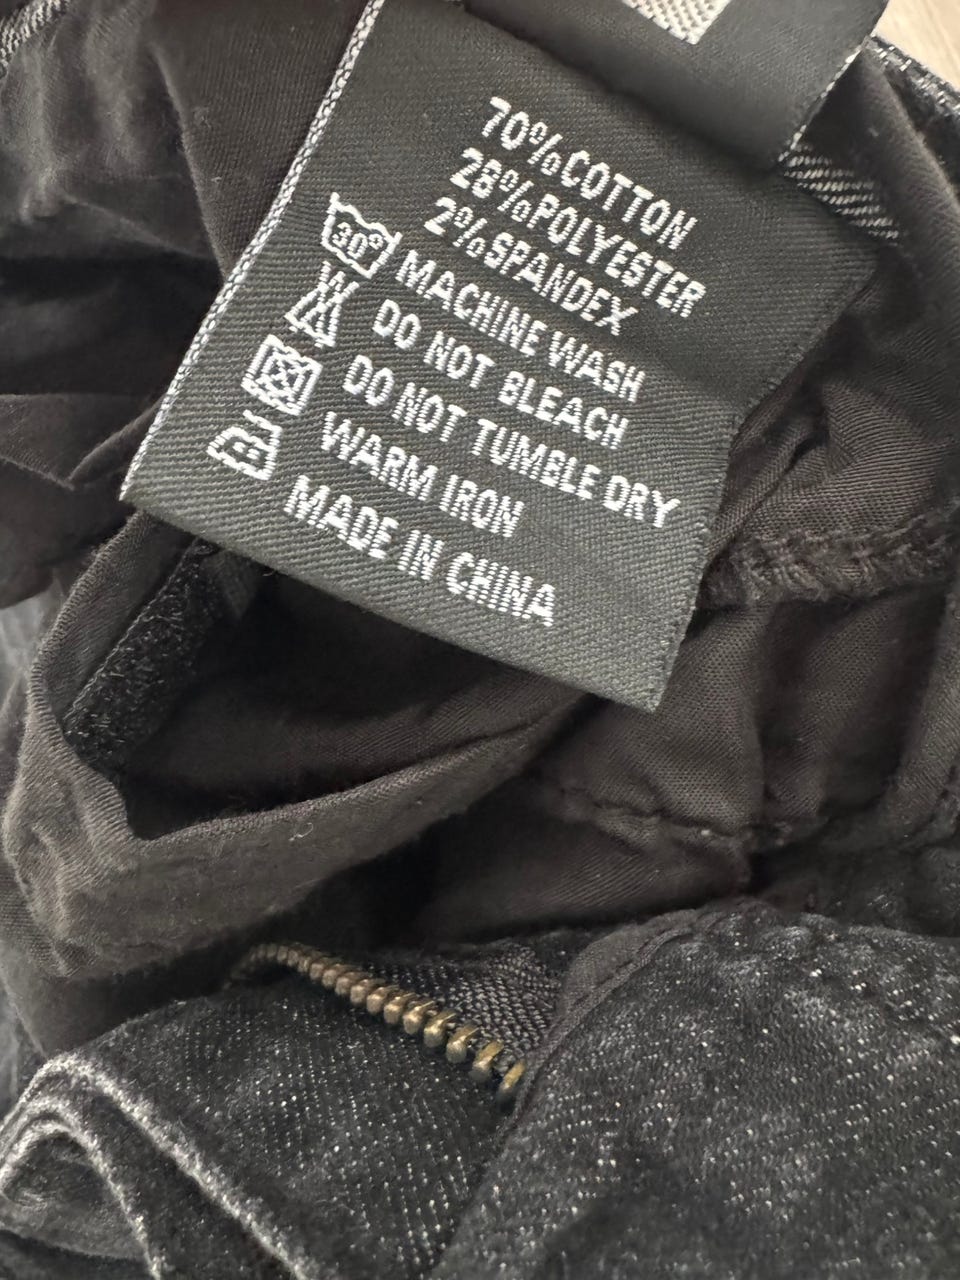 70%COTTON
28%POLYESTER
2%SPANDEX
30° MACHINE WASH
DO NOT BLEACH
DO NOT TUMBLE DRY
WARM IRON
MADE IN CHINA